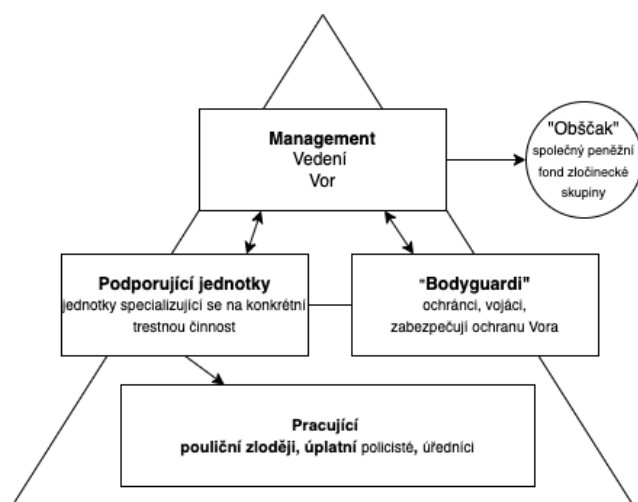 Management
Vedení
Vor
"Obščak"
společný peněžní
fond zločinecké
skupiny
Podporující jednotky
jednotky specializující se na konkrétní
trestnou činnost
"Bodyguardi"
ochránci, vojáci,
zabezpečují ochranu Vora
Pracující
pouliční zloději, úplatní policisté, úředníci